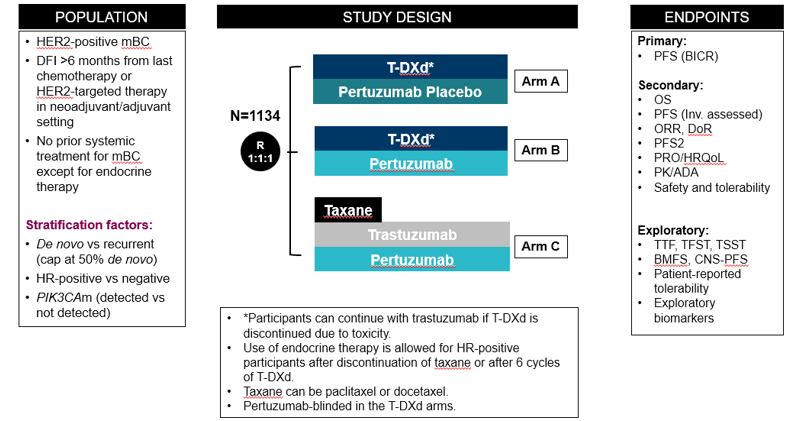 POPULATION
• HER2-positive mBC
• DFI >6 months from last
chemotherapy or
HER2-targeted therapy
in neoadjuvant/adjuvant
setting
• No prior systemic
treatment for mBC
except for endocrine
therapy
Stratification factors:
• De novo vs recurrent
(cap at 50% de novo)
• HR-positive vs negative
• PIK3CAm (detected vs
not detected)
STUDY DESIGN
N=1134
R
1:1:1
T-DXd*
Pertuzumab Placebo
Arm A
T-DXd*
Pertuzumab
Arm B
Taxane
Trastuzumab
Pertuzumab
Arm C
• *Participants can continue with trastuzumab if T-DXd is
discontinued due to toxicity.
• Use of endocrine therapy is allowed for HR-positive
participants after discontinuation of taxane or after 6 cycles
of T-DXd.
• Taxane can be paclitaxel or docetaxel.
• Pertuzumab-blinded in the T-DXd arms.
ENDPOINTS
Primary:
• PFS (BICR)
Secondary:
• OS
• PFS (Inv. assessed)
• ORR, DoR
• PFS2
• PRO/HRQoL
• PK/ADA
• Safety and tolerability
Exploratory:
• TTF, TFST, TSST
• BMFS, CNS-PFS
• Patient-reported
tolerability
• Exploratory
biomarkers